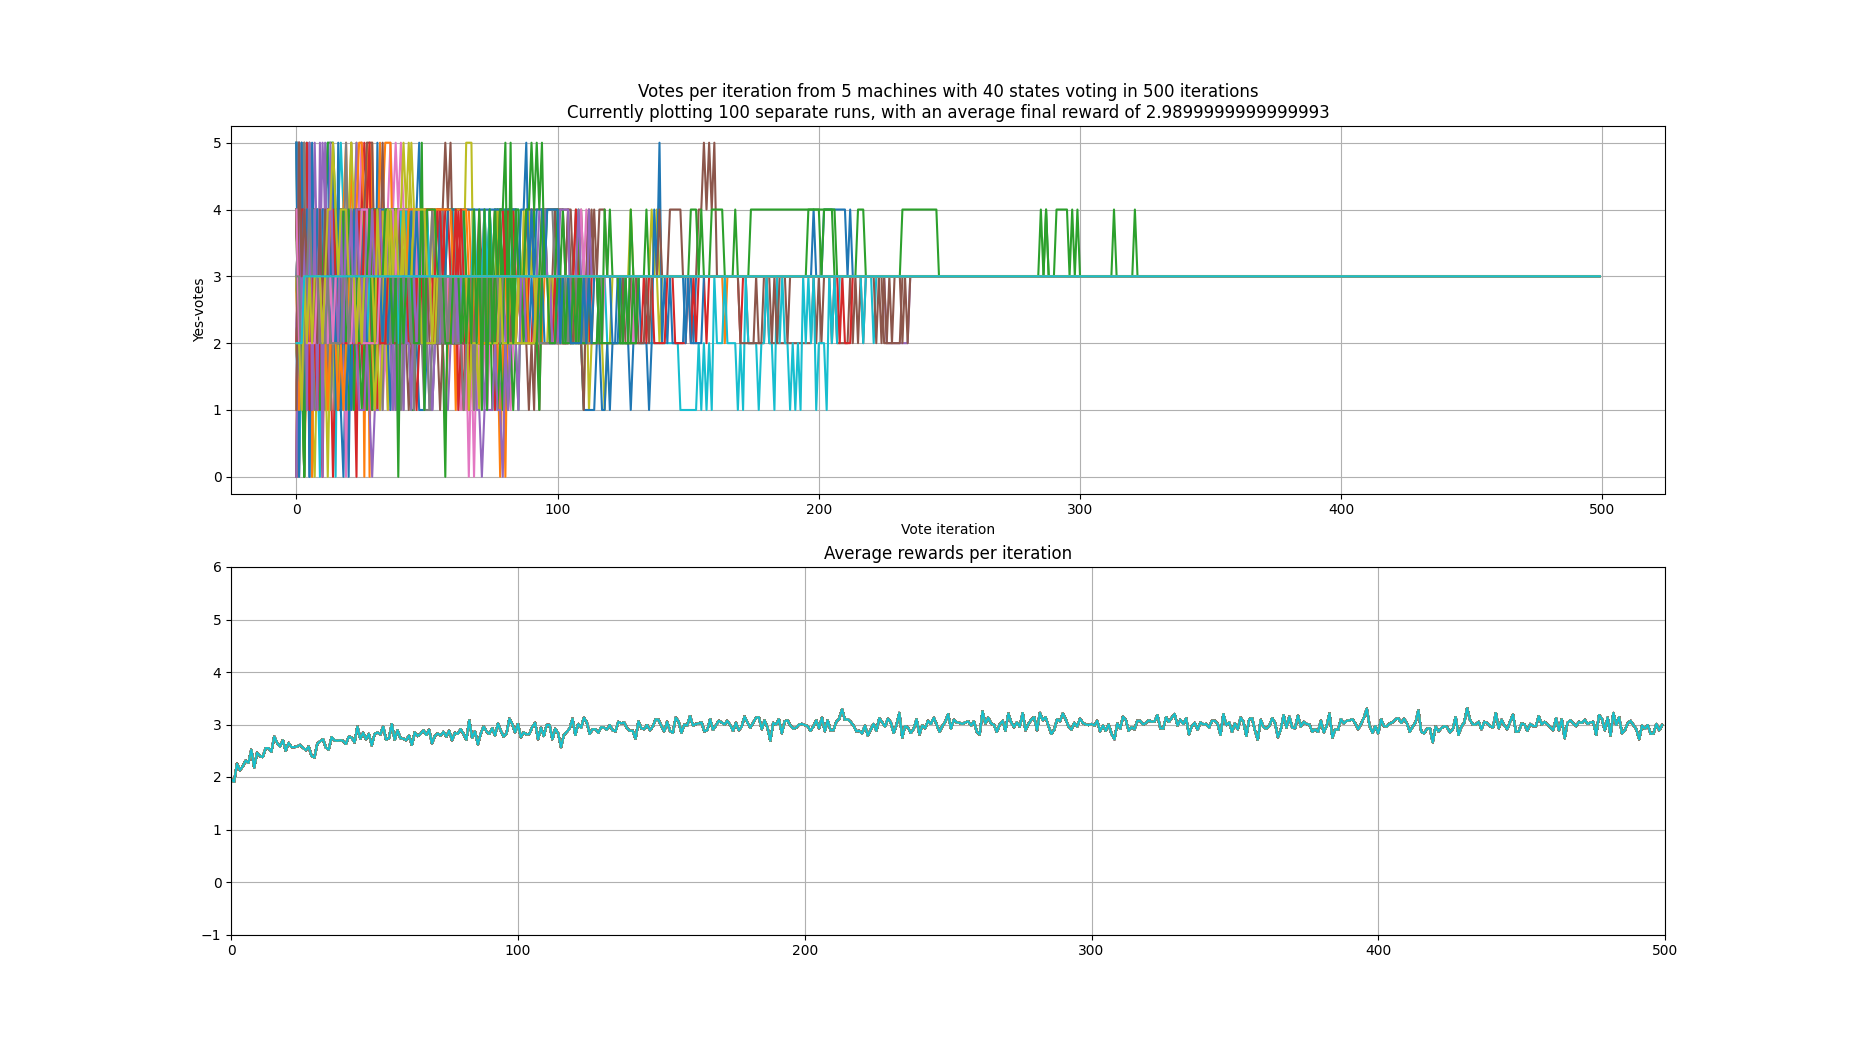 Votes per iteration from 5 machines with 40 states voting in 500 iterations
Currently plotting 100 separate runs, with an average final reward of 2.9899999999999993
5
4
3
2
1
0
Yes-votes
0 100 200 300 400 500
Vote iteration
Average rewards per iteration
6
5
4
3
2
1
0
−1
0 100 200 300 400 500